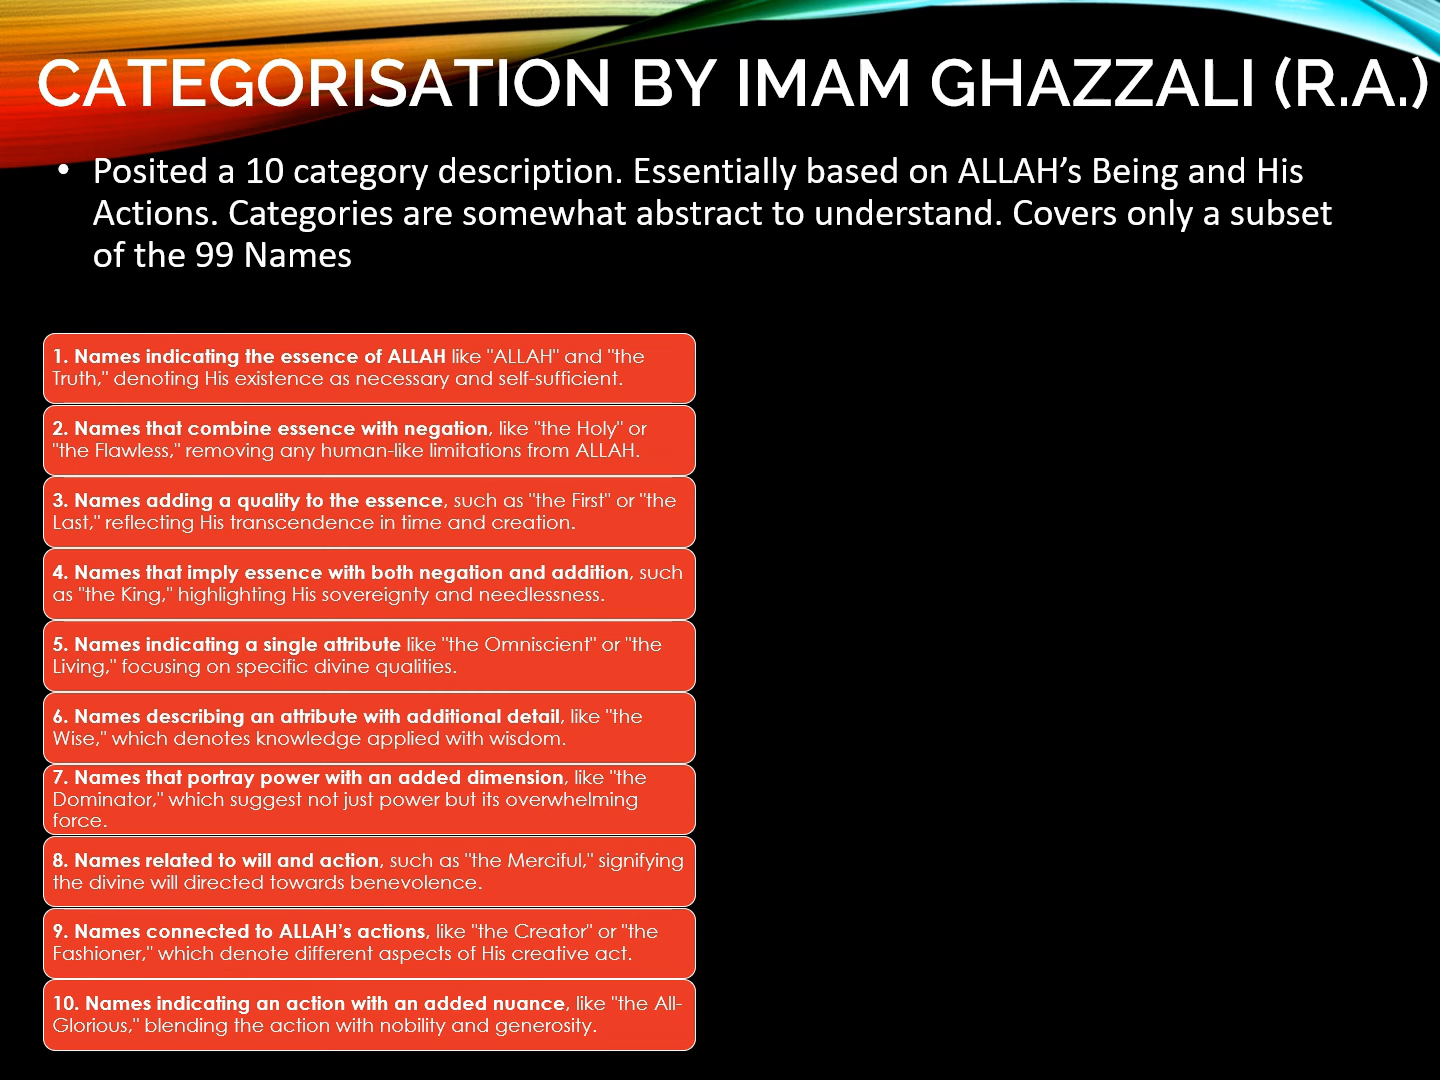 CATEGORISATION BY IMAM GHAZZALI (R.A.)
• Posited a 10 category description. Essentially based on ALLAH’s Being and His
Actions. Categories are somewhat abstract to understand. Covers only a subset
of the 99 Names
1. Names indicating the essence of ALLAH like "ALLAH" and "the
Truth," denoting His existence as necessary and self-sufficient.
2. Names that combine essence with negation, like "the Holy" or
"the Flawless," removing any human-like limitations from ALLAH.
3. Names adding a quality to the essence, such as "the First" or "the
Last," reflecting His transcendence in time and creation.
4. Names that imply essence with both negation and addition, such
as "the King," highlighting His sovereignty and needlessness.
5. Names indicating a single attribute like "the Omniscient" or "the
Living," focusing on specific divine qualities.
6. Names describing an attribute with additional detail, like "the
Wise," which denotes knowledge applied with wisdom.
7. Names that portray power with an added dimension, like "the
Dominator," which suggest not just power but its overwhelming
force.
8. Names related to will and action, such as "the Merciful," signifying
the divine will directed towards benevolence.
9. Names connected to ALLAH’s actions, like "the Creator" or "the
Fashioner," which denote different aspects of His creative act.
10. Names indicating an action with an added nuance, like "the All-
Glorious," blending the action with nobility and generosity.